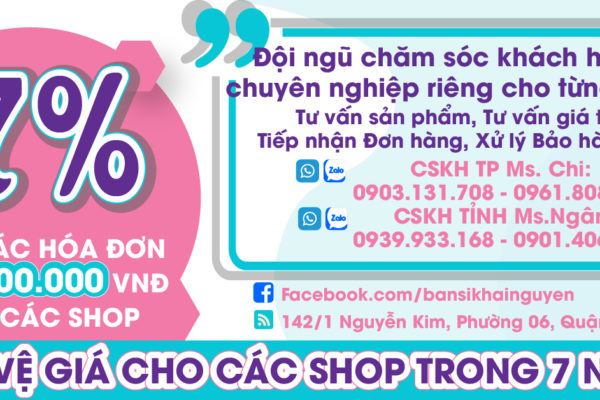 7%
ÁC HÓA ĐƠN
00.000 VNĐ
CÁC SHOP
Đội ngũ chăm sóc khách h
chuyên nghiệp riêng cho từng
Tư vấn sản phẩm, Tư vấn giá t
Tiếp nhận Đơn hàng, Xử lý Bảo hà
Zalo CSKH TP Ms. Chi:
0903.131.708 - 0961.808
Zalo CSKH TỈNH Ms.Ngân
0939.933.168 - 0901.406
Facebook.com/bansikhainguyen
142/1 Nguyễn Kim, Phường 06, Quận
VỆ GIÁ CHO CÁC SHOP TRONG 7 N